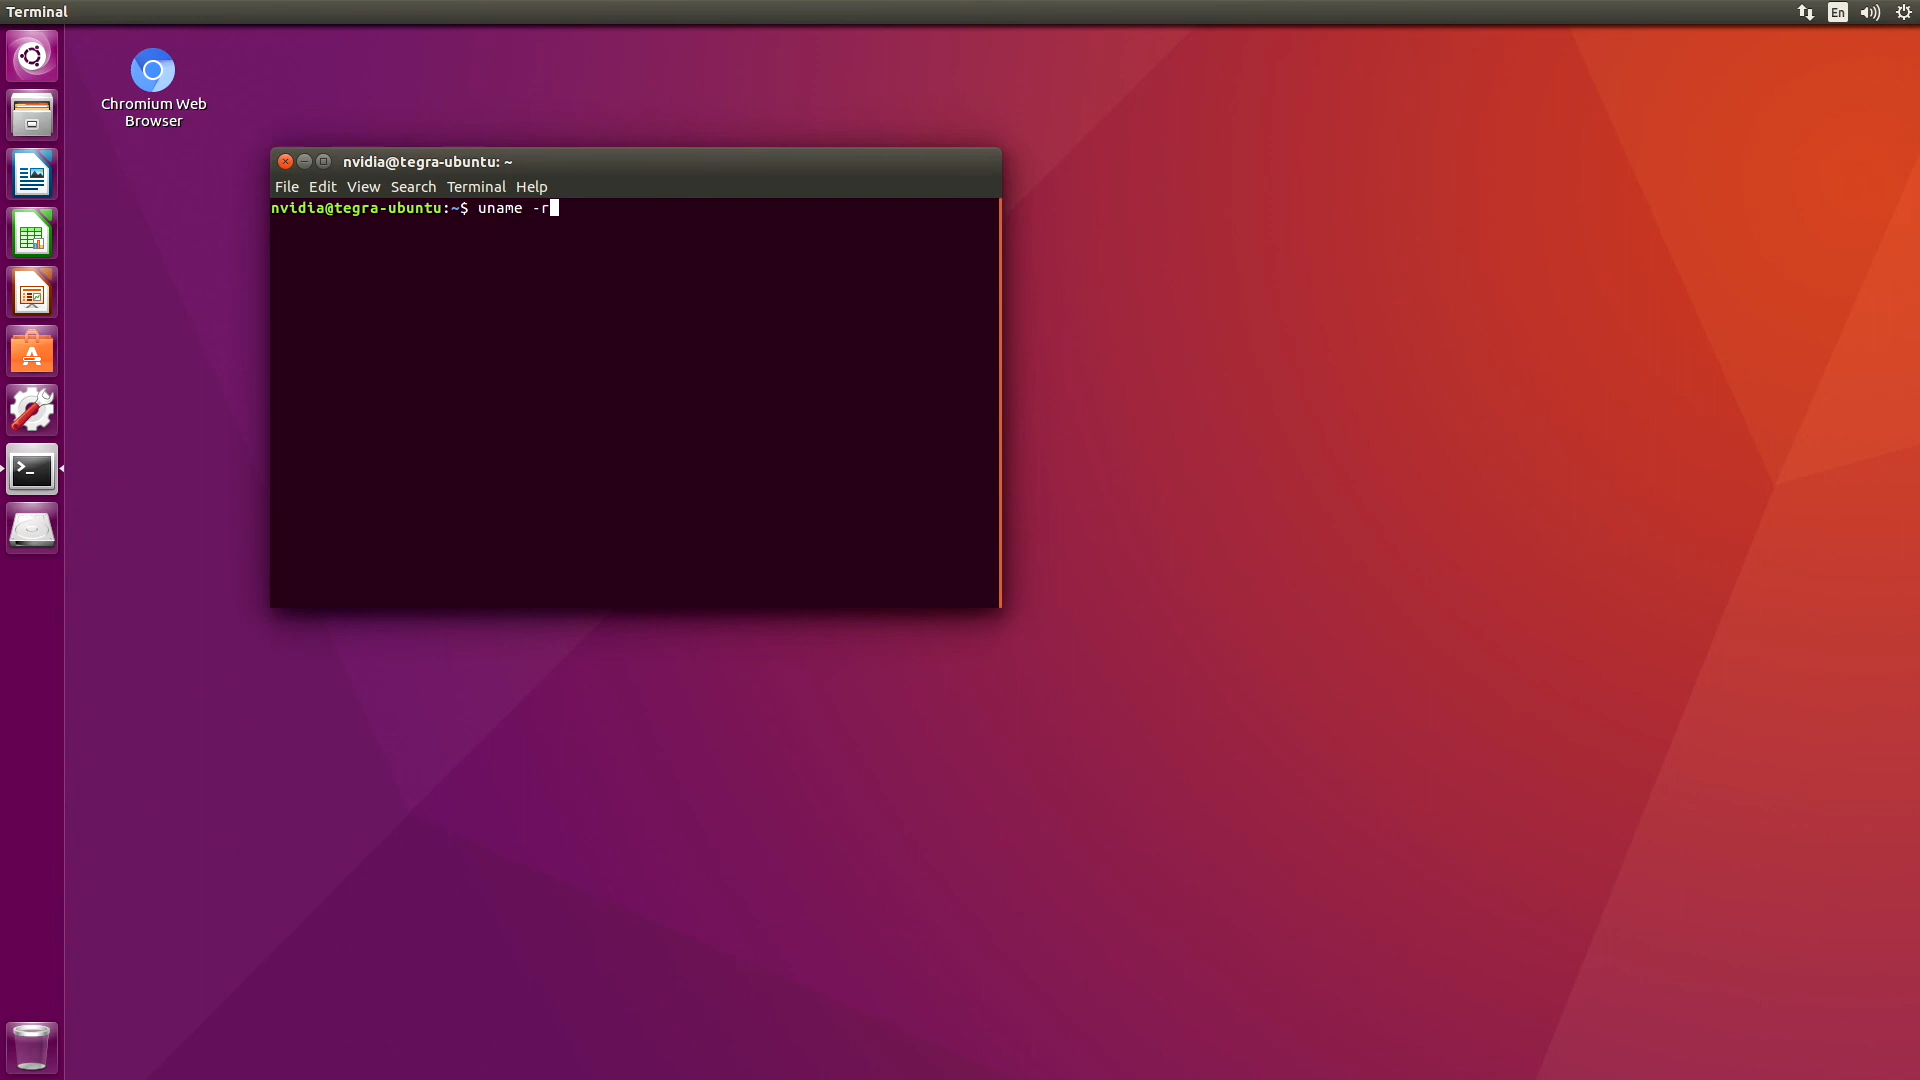 Terminal
En
Chromium Web
Browser
nvidia@tegra-ubuntu: ~
File Edit View Search Terminal Help
nvidia@tegra-ubuntu:~$ uname -r